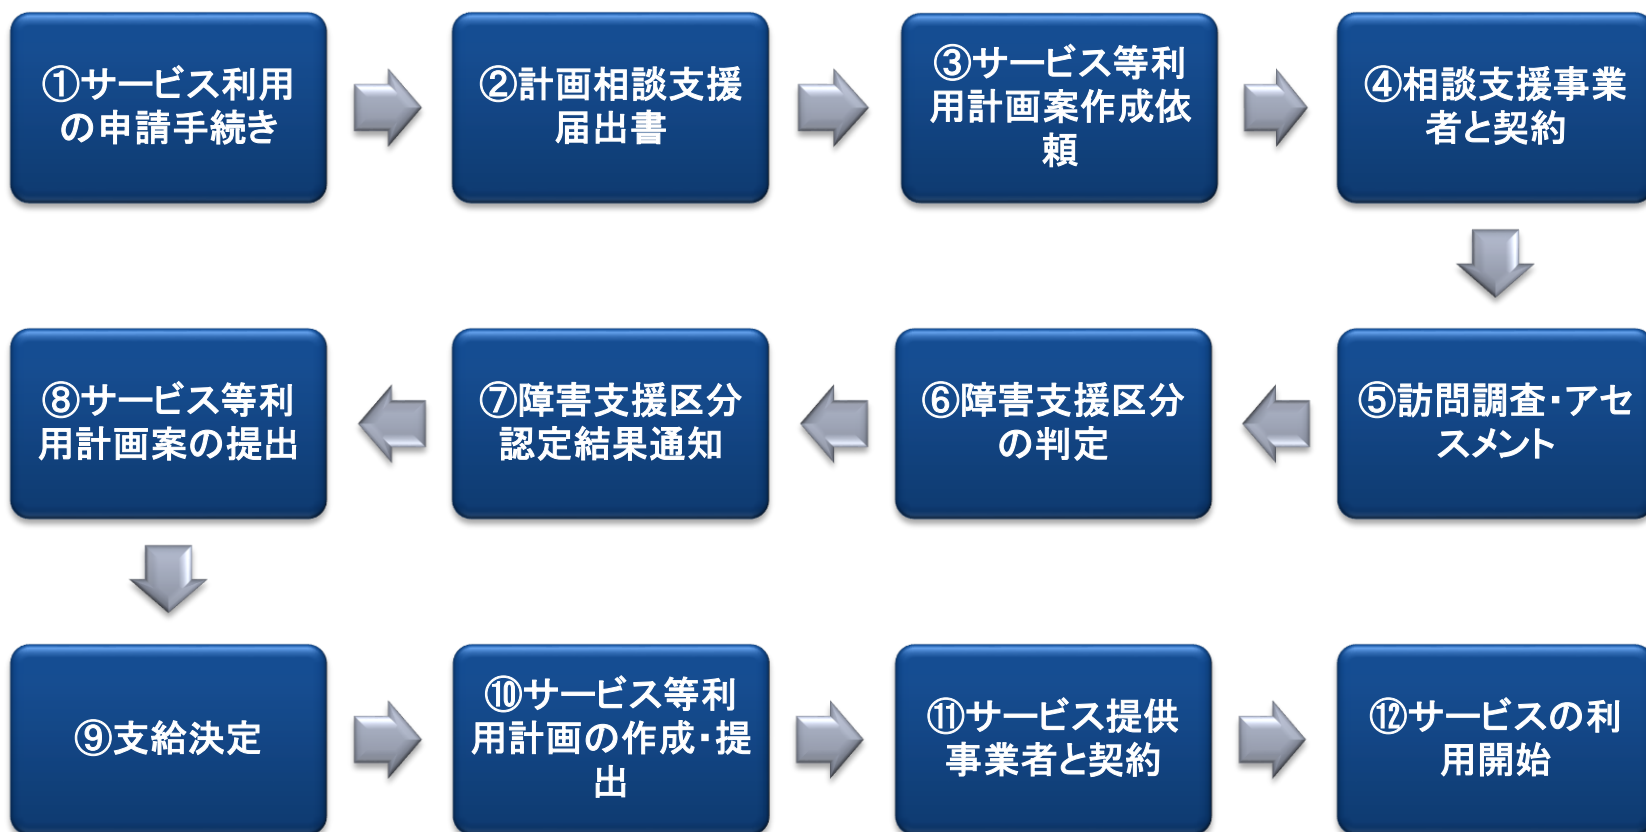 ①サービス利用
の申請手続き
②計画相談支援
届出書
③サービス等利
用計画案作成依
頼
④相談支援事業
者と契約
⑤訪問調査・アセ
スメント
⑥障害支援区分
の判定
⑦障害支援区分
認定結果通知
⑧サービス等利
用計画案の提出
⑨支給決定
⑩サービス等利
用計画の作成・提
出
⑪サービス提供
事業者と契約
⑫サービスの利
用開始